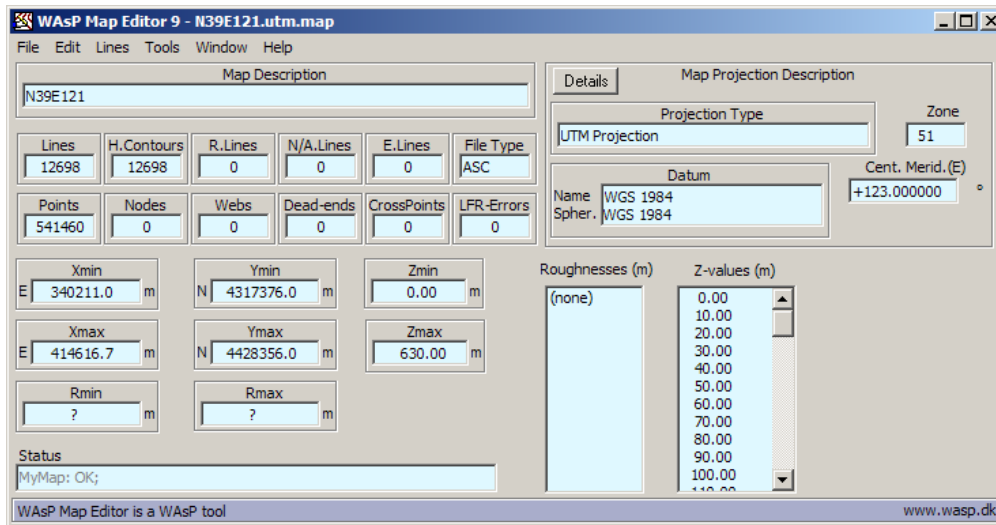 WAsP Map Editor 9 - N39E121.utm.map
File Edit Lines Tools Window Help
Map Description
N39E121
Details
Map Projection Description
Projection Type
UTM Projection
Zone
51
Datum
Name WGS 1984
Spher. WGS 1984
Cent. Merid.(E)
+123.000000 °
Lines H.Contours R.Lines N/A.Lines E.Lines File Type
12698 12698 0 0 0 ASC
Points Nodes Webs Dead-ends CrossPoints LFR-Errors
541460 0 0 0 0 0
Xmin Ymin Zmin
E 340211.0 m N 4317376.0 m 0.00 m
Xmax Ymax Zmax
E 414616.7 m N 4428356.0 m 630.00 m
Rmin Rmax
? m ? m
Roughnesses (m)
(none)
Z-values (m)
0.00
10.00
20.00
30.00
40.00
50.00
60.00
70.00
80.00
90.00
100.00
110.00
Status
MyMap: OK;
WAsP Map Editor is a WAsP tool www.wasp.dk